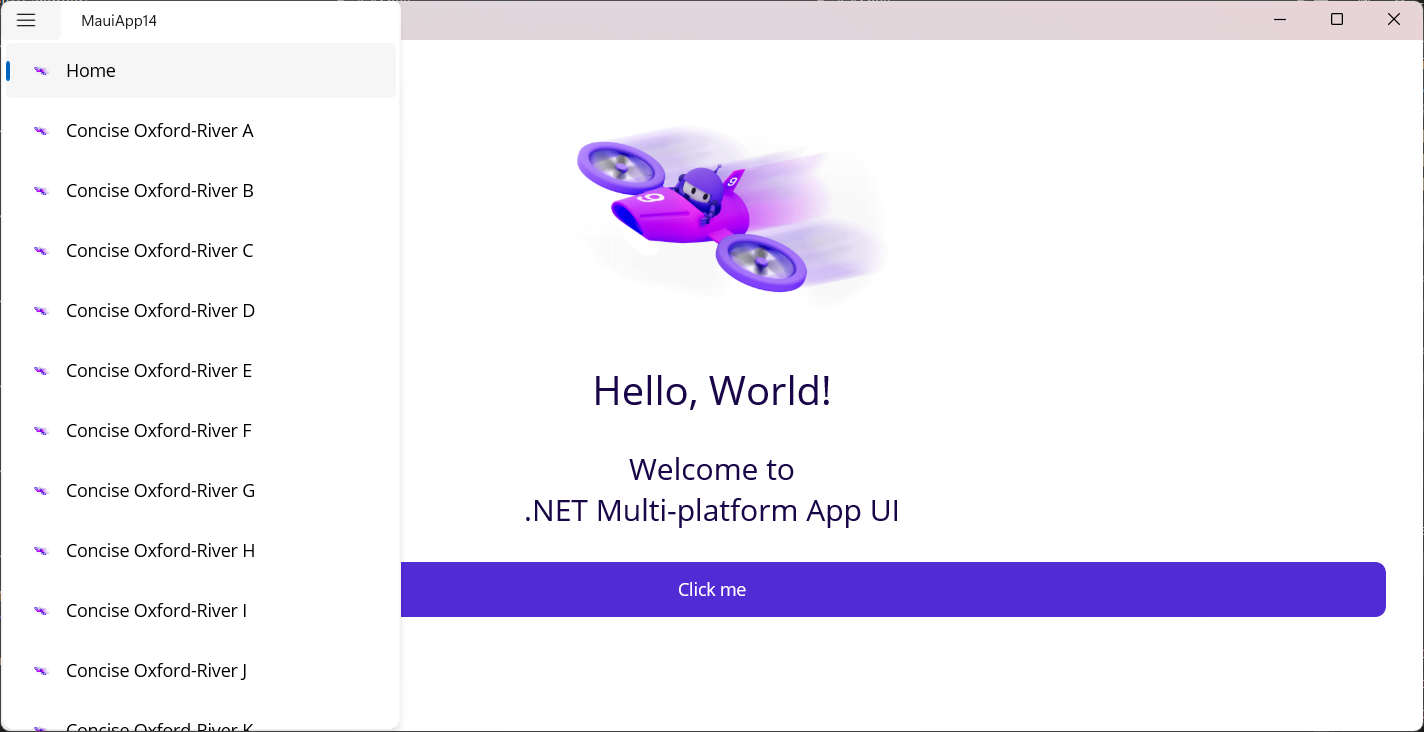 MauiApp14
Home
Concise Oxford-River A
Concise Oxford-River B
Concise Oxford-River C
Concise Oxford-River D
Concise Oxford-River E
Concise Oxford-River F
Concise Oxford-River G
Concise Oxford-River H
Concise Oxford-River I
Concise Oxford-River J
Concise Oxford-River K
9
9
Hello, World!
Welcome to
.NET Multi-platform App UI
Click me